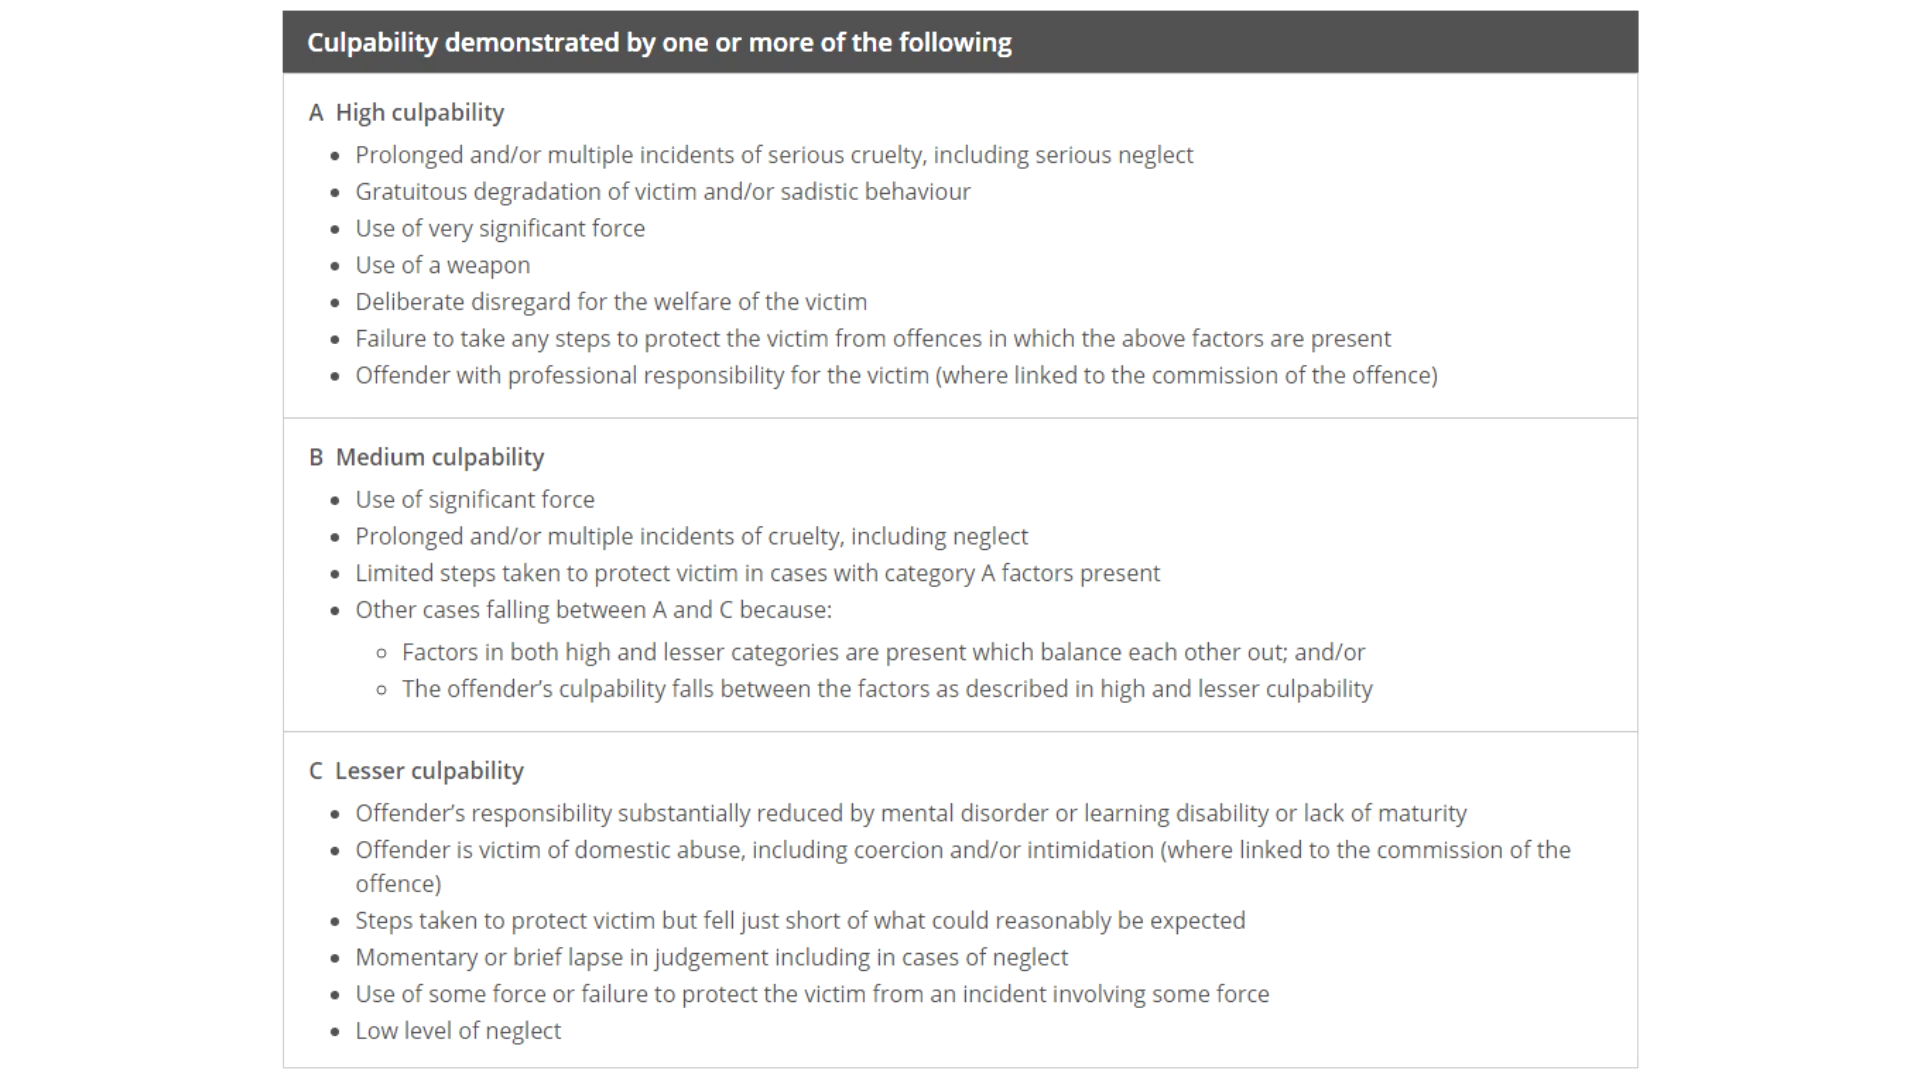 Culpability demonstrated by one or more of the following
A High culpability
• Prolonged and/or multiple incidents of serious cruelty, including serious neglect
• Gratuitous degradation of victim and/or sadistic behaviour
• Use of very significant force
• Use of a weapon
• Deliberate disregard for the welfare of the victim
• Failure to take any steps to protect the victim from offences in which the above factors are present
• Offender with professional responsibility for the victim (where linked to the commission of the offence)
B Medium culpability
• Use of significant force
• Prolonged and/or multiple incidents of cruelty, including neglect
• Limited steps taken to protect victim in cases with category A factors present
• Other cases falling between A and C because:
◦ Factors in both high and lesser categories are present which balance each other out; and/or
◦ The offender’s culpability falls between the factors as described in high and lesser culpability
C Lesser culpability
• Offender’s responsibility substantially reduced by mental disorder or learning disability or lack of maturity
• Offender is victim of domestic abuse, including coercion and/or intimidation (where linked to the commission of the
offence)
• Steps taken to protect victim but fell just short of what could reasonably be expected
• Momentary or brief lapse in judgement including in cases of neglect
• Use of some force or failure to protect the victim from an incident involving some force
• Low level of neglect